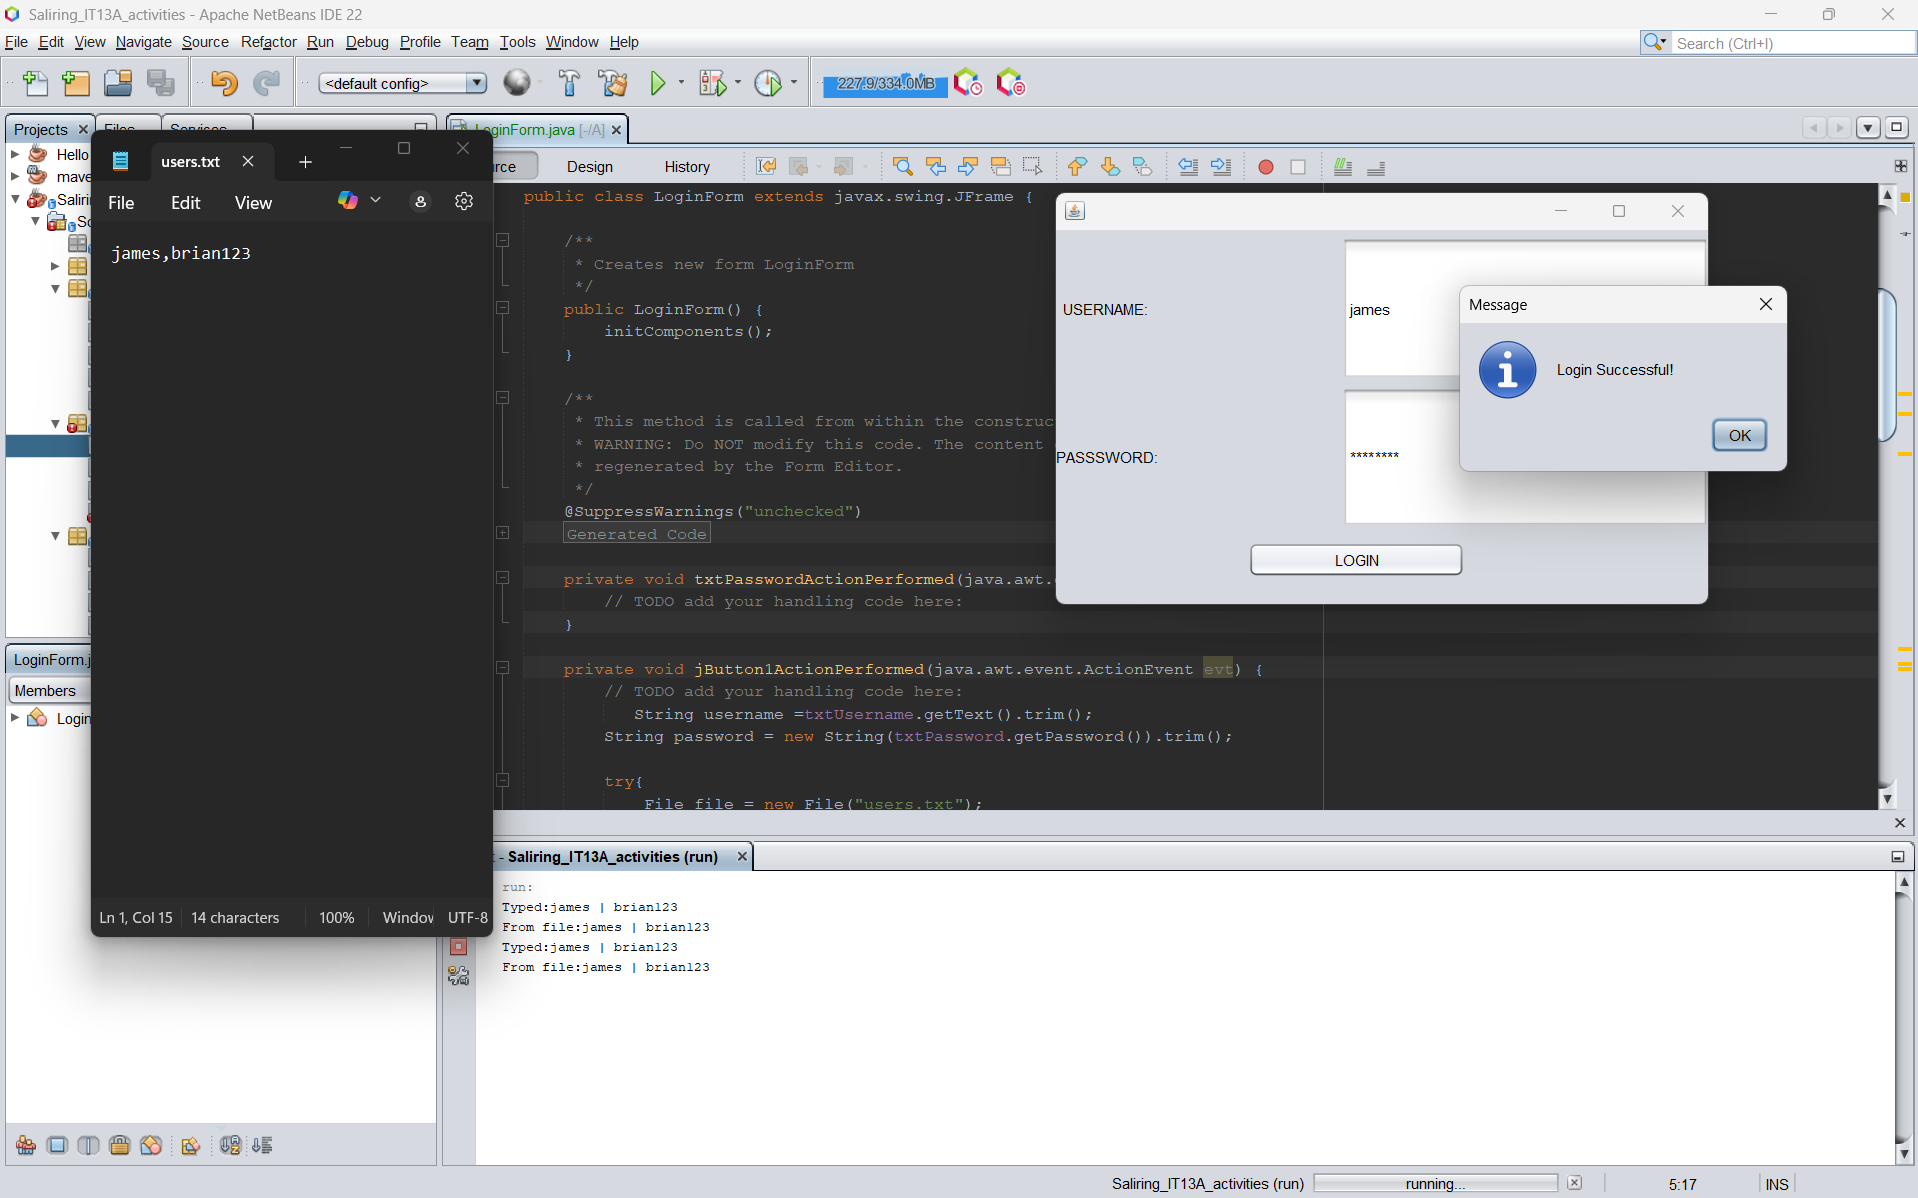 Saliring_IT13A_activities - Apache NetBeans IDE 22
File Edit View Navigate Source Refactor Run Debug Profile Team Tools Window Help
Search (Ctrl+I)
<default config>
227.9/334.0MB
Projects
Files
Services
LoginForm.java [-/A]
Hello
mave
Saliri
So
users.txt
File Edit View
james,brian123
Ln 1, Col 15
14 characters
100%
Window
UTF-8
LoginForm.j
Members
Login
rce
Design
History
public class LoginForm extends javax.swing.JFrame {
/**
* Creates new form LoginForm
*/
public LoginForm() {
initComponents();
}
/**
* This method is called from within the construc
* WARNING: Do NOT modify this code. The content
* regenerated by the Form Editor.
*/
@SuppressWarnings("unchecked")
Generated Code
private void txtPasswordActionPerformed(java.awt.
// TODO add your handling code here:
}
private void jButton1ActionPerformed(java.awt.event.ActionEvent evt) {
// TODO add your handling code here:
String username =txtUsername.getText().trim();
String password = new String(txtPassword.getPassword()).trim();
try{
File file = new File("users.txt");
USERNAME:
james
PASSSWORD:
********
LOGIN
Message
Login Successful!
OK
- Saliring_IT13A_activities (run)
run:
Typed:james | brian123
From file:james | brian123
Typed:james | brian123
From file:james | brian123
Saliring_IT13A_activities (run)
running...
5:17
INS